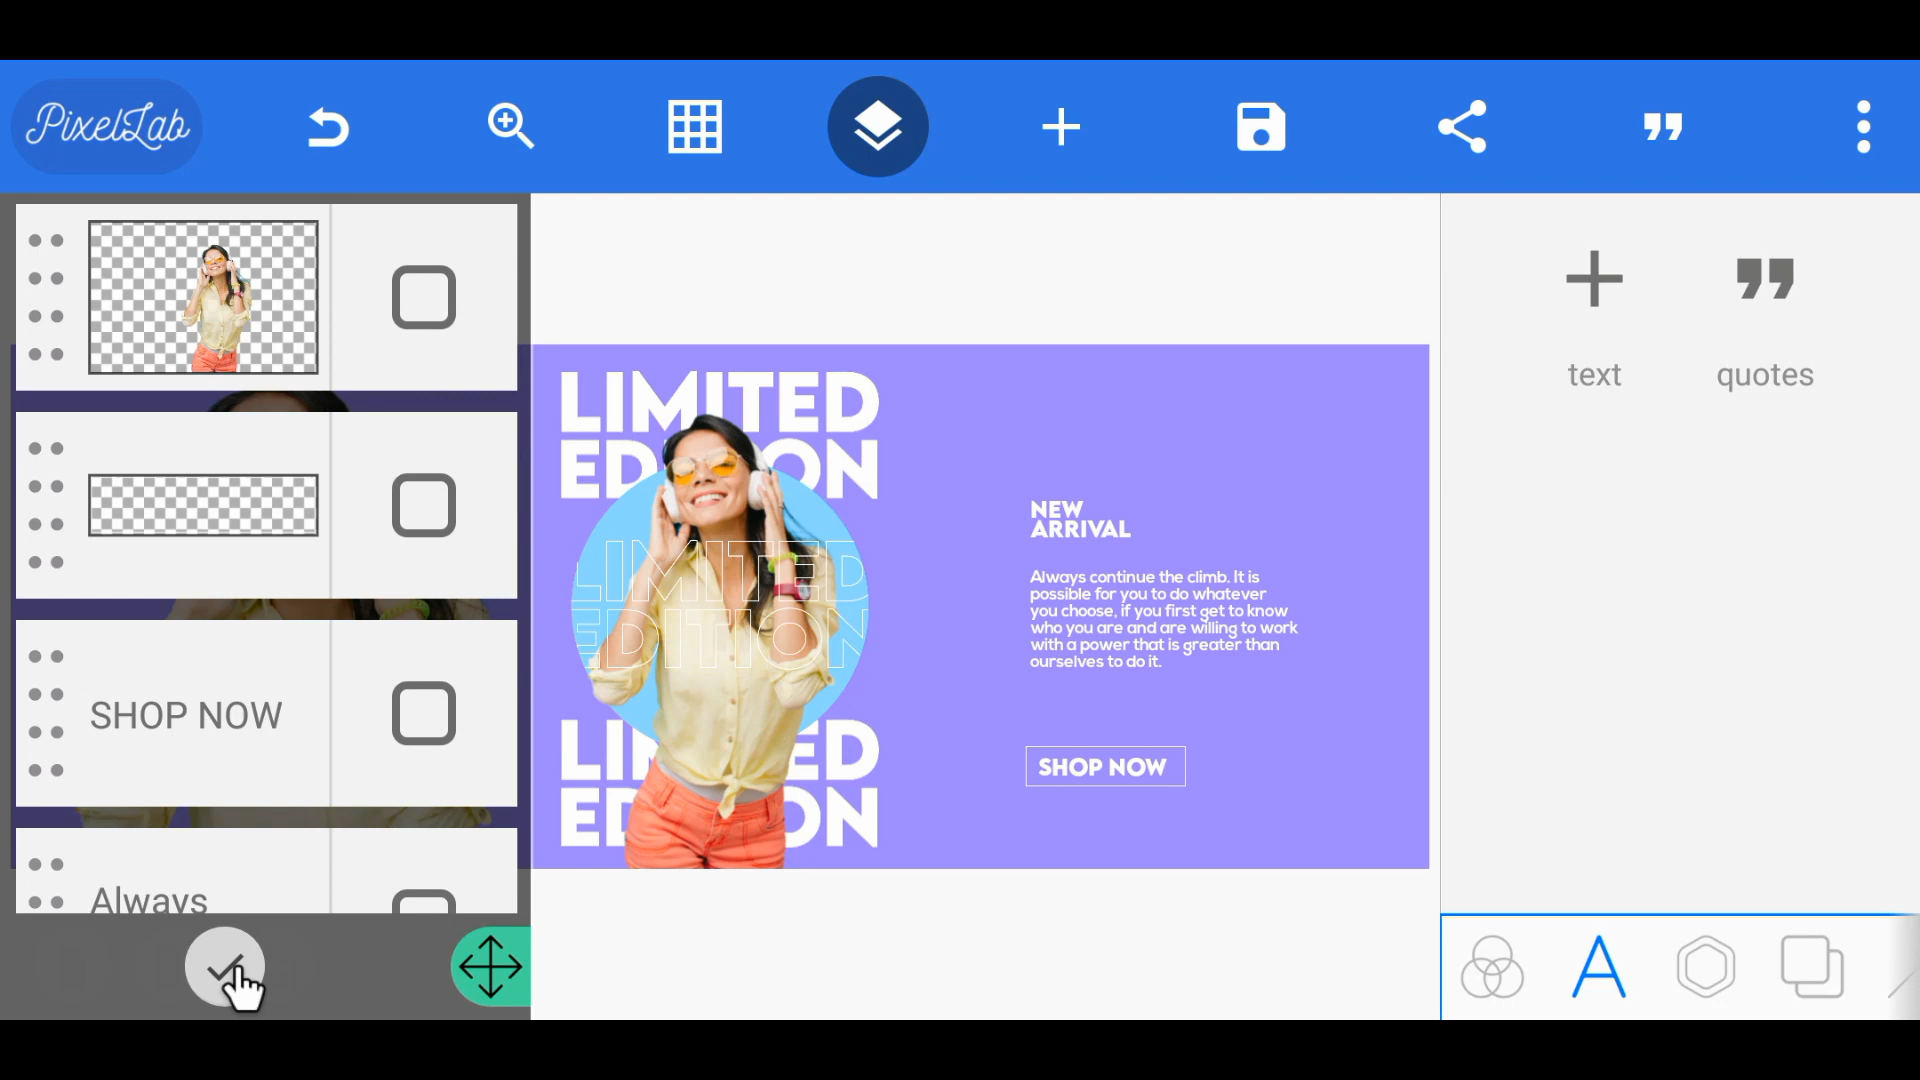 PixelLab
SHOP NOW
Always
LIMITED
EDITION
LIMITED
EDITION
LIMITED
EDITION
NEW
ARRIVAL
Always continue the climb. It is
possible for you to do whatever
you choose, if you first get to know
who you are and are willing to work
with a power that is greater than
ourselves to do it.
SHOP NOW
text
quotes